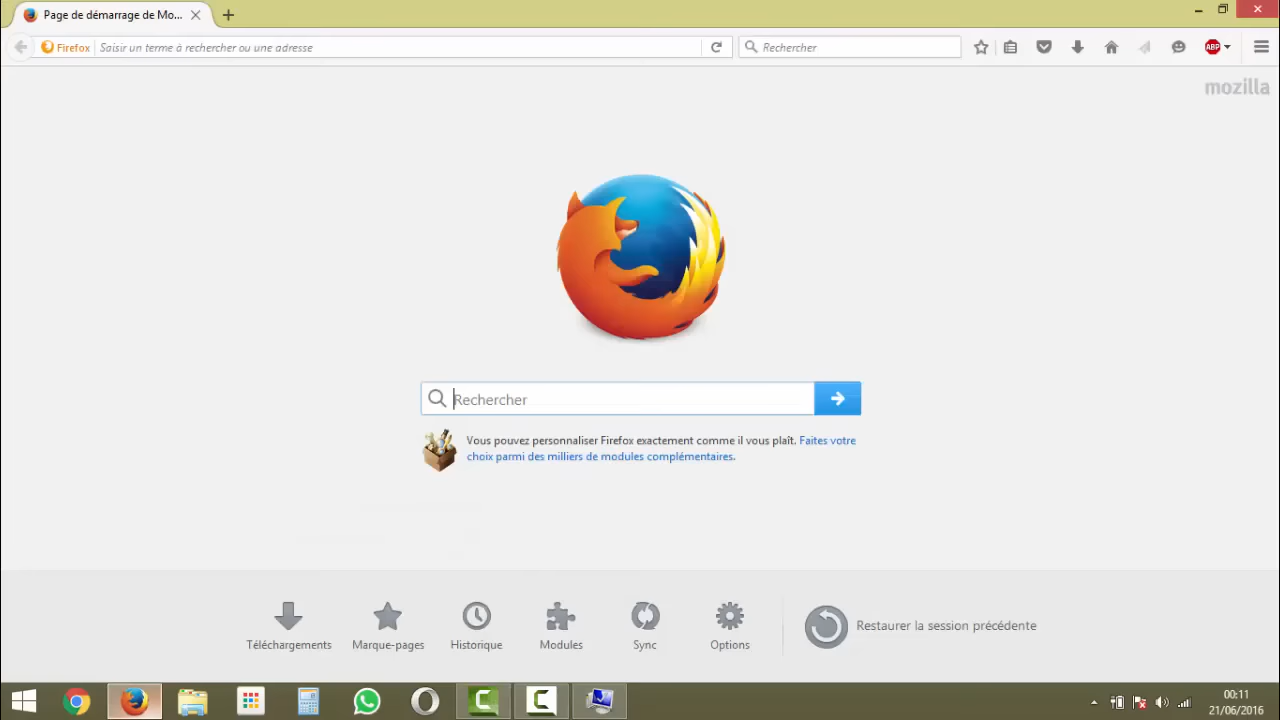 Page de démarrage de Mo...
Firefox
Saisir un terme à rechercher ou une adresse
Rechercher
ABP
mozilla
Rechercher
Vous pouvez personnaliser Firefox exactement comme il vous plaît. Faites votre
choix parmi des milliers de modules complémentaires.
Téléchargements
Marque-pages
Historique
Modules
Sync
Options
Restaurer la session précédente
00:11
21/06/2016